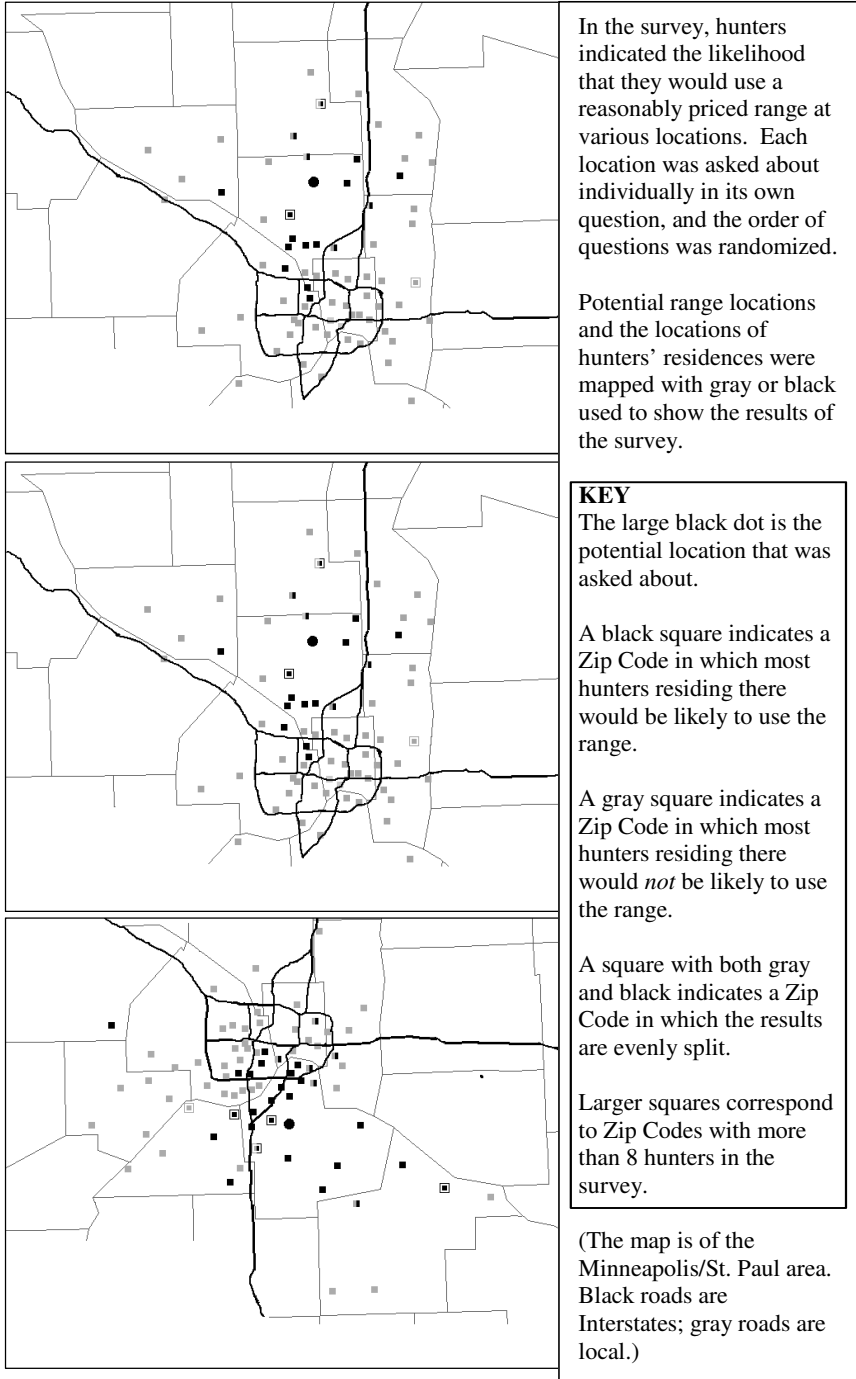 In the survey, hunters
indicated the likelihood
that they would use a
reasonably priced range at
various locations.  Each
location was asked about
individually in its own
question, and the order of
questions was randomized.
Potential range locations
and the locations of
hunters’ residences were
mapped with gray or black
used to show the results of
the survey.
KEY
The large black dot is the
potential location that was
asked about.
A black square indicates a
Zip Code in which most
hunters residing there
would be likely to use the
range.
A gray square indicates a
Zip Code in which most
hunters residing there
would not be likely to use
the range.
A square with both gray
and black indicates a Zip
Code in which the results
are evenly split.
Larger squares correspond
to Zip Codes with more
than 8 hunters in the
survey.
(The map is of the
Minneapolis/St. Paul area.
Black roads are
Interstates; gray roads are
local.)